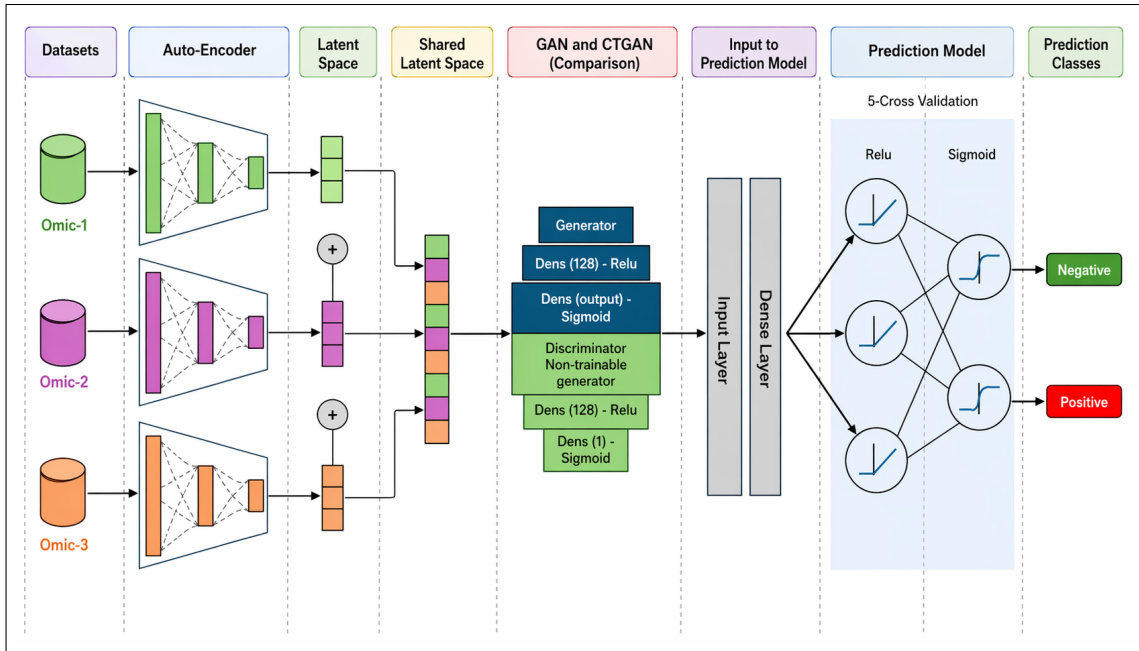 Datasets
Auto-Encoder
Latent
Space
Shared
Latent Space
GAN and CTGAN
(Comparison)
Input to
Prediction Model
Prediction Model
Prediction
Classes
5-Cross Validation
Relu
Sigmoid
Omic-1
+
Omic-2
+
Omic-3
Generator
Dens (128) - Relu
Dens (output) -
Sigmoid
Discriminator
Non-trainable
generator
Dens (128) - Relu
Dens (1) -
Sigmoid
Input Layer
Dense Layer
Negative
Positive